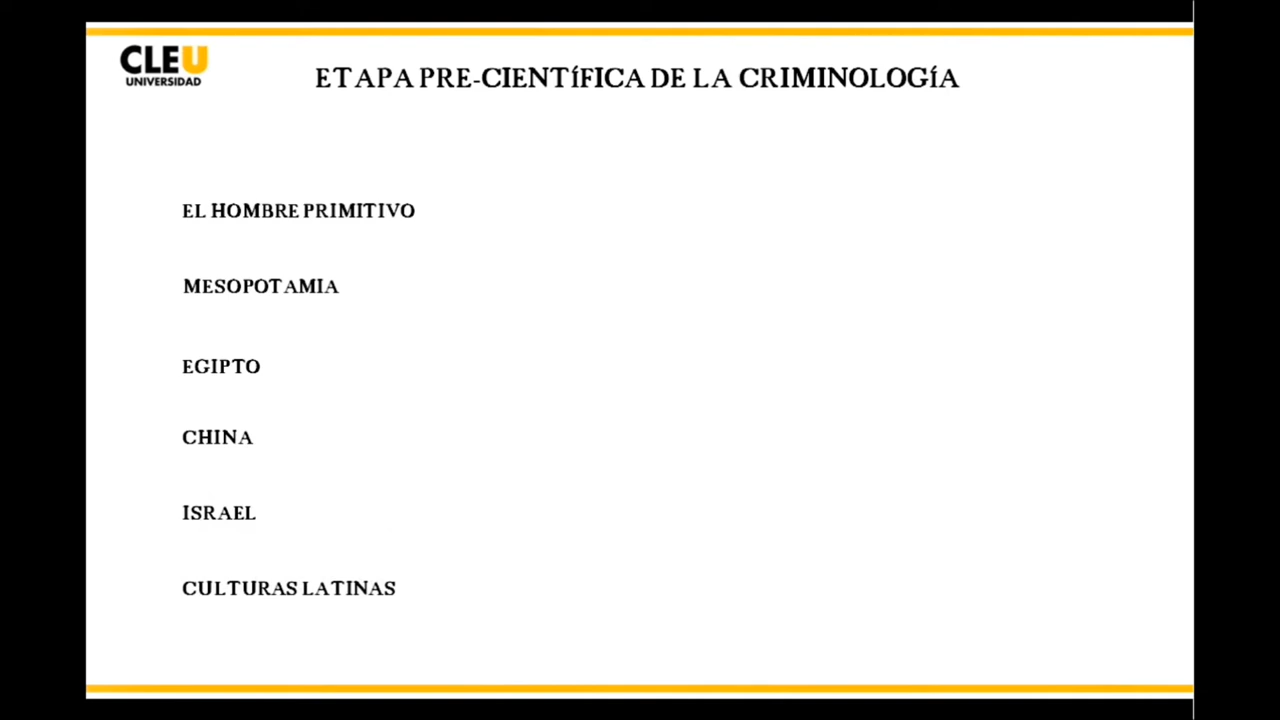 CLEU
UNIVERSIDAD
ETAPA PRE-CIENTÍFICA DE LA CRIMINOLOGÍA
EL HOMBRE PRIMITIVO
MESOPOTAMIA
EGIPTO
CHINA
ISRAEL
CULTURAS LATINAS